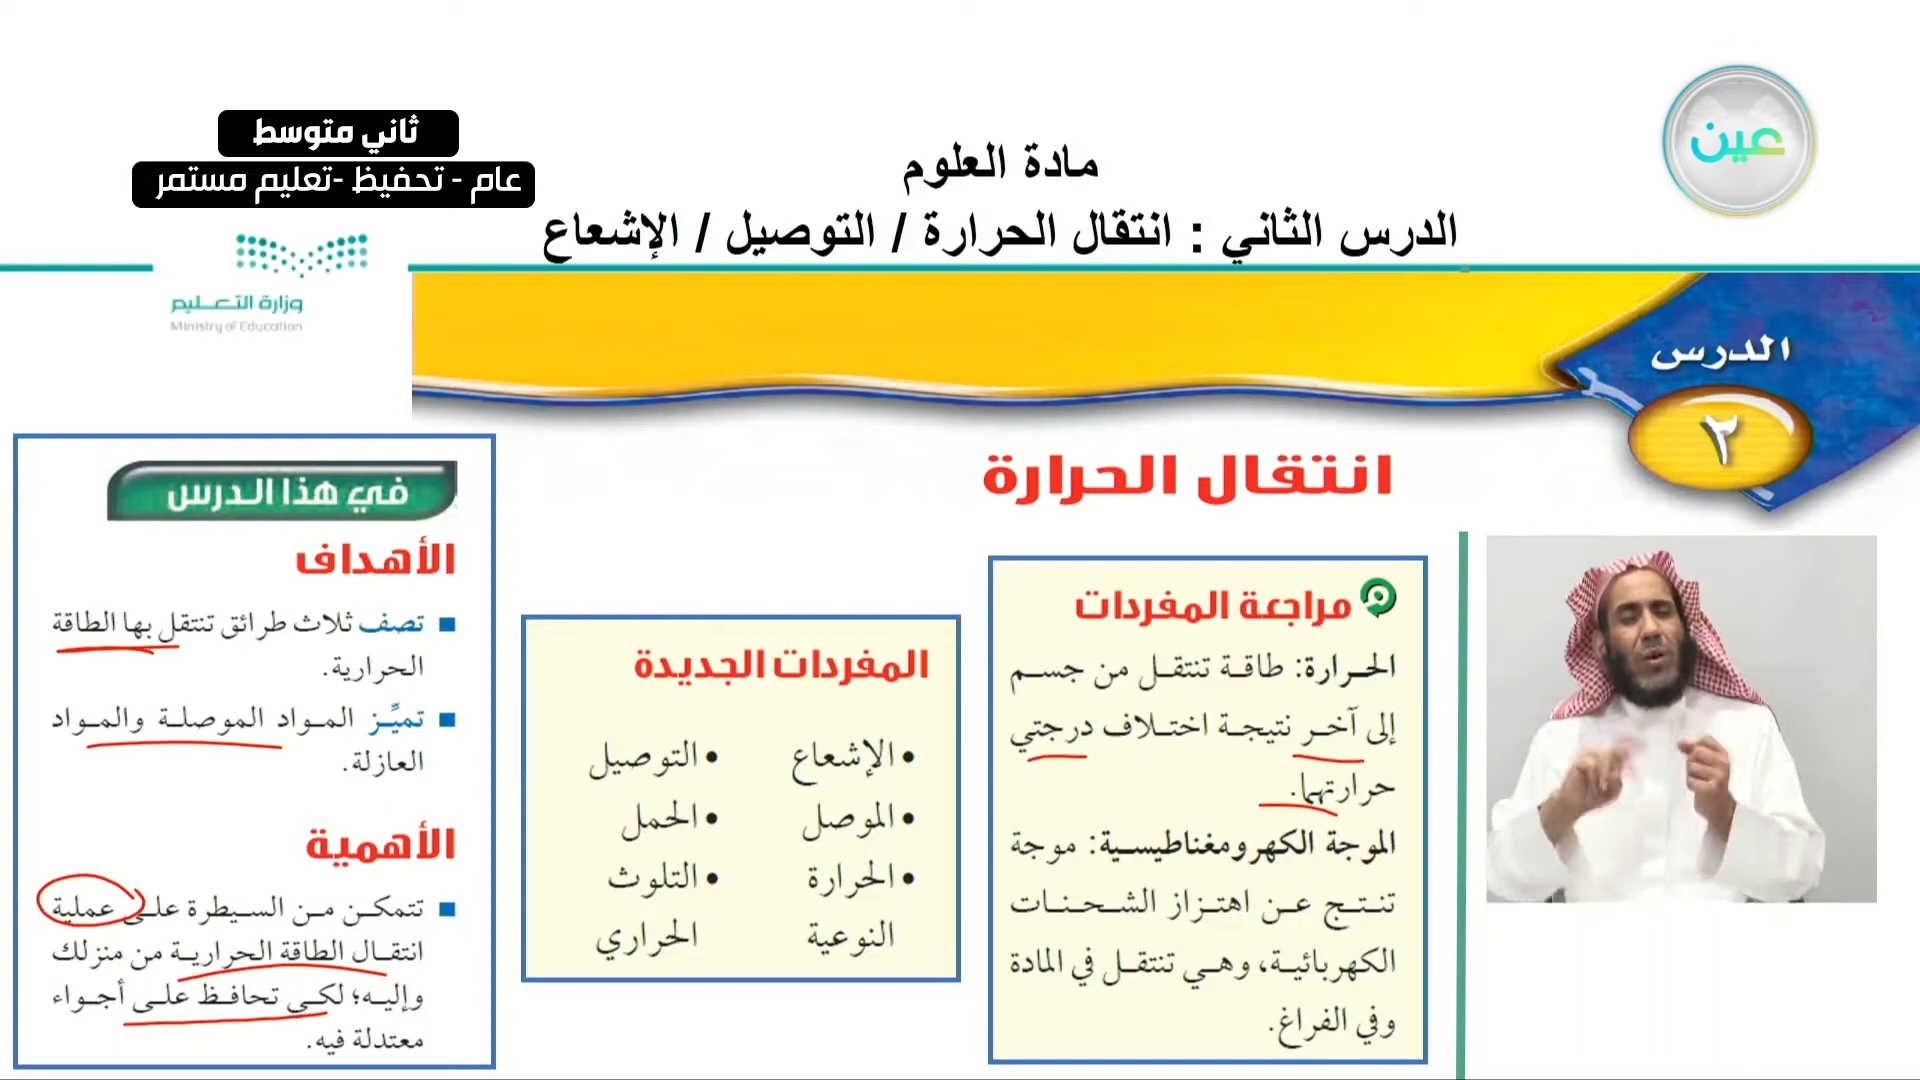 عين
ثاني متوسط
عام - تحفيظ -تعليم مستمر
مادة العلوم
الدرس الثاني : انتقال الحرارة / التوصيل / الإشعاع
وزارة التعـــليم
Ministry of Education
الدرس
٢
انتقال الحرارة
مراجعة المفردات
الحرارة: طاقة تنتقل من جسم
إلى آخر نتيجة اختلاف درجتي
حرارتهما.
الموجة الكهرومغناطيسية: موجة
تنتج عن اهتزاز الشحنات
الكهربائية، وهي تنتقل في المادة
وفي الفراغ.
المفردات الجديدة
• الإشعاع
• الموصل
• الحرارة
النوعية
• التوصيل
• الحمل
• التلوث
الحراري
في هذا الدرس
الأهداف
■ تصف ثلاث طرائق تنتقل بها الطاقة
الحرارية.
■ تميِّز المواد الموصلة والمواد
العازلة.
الأهمية
■ تتمكن من السيطرة على عملية
انتقال الطاقة الحرارية من منزلك
وإليه؛ لكي تحافظ على أجواء
معتدلة فيه.